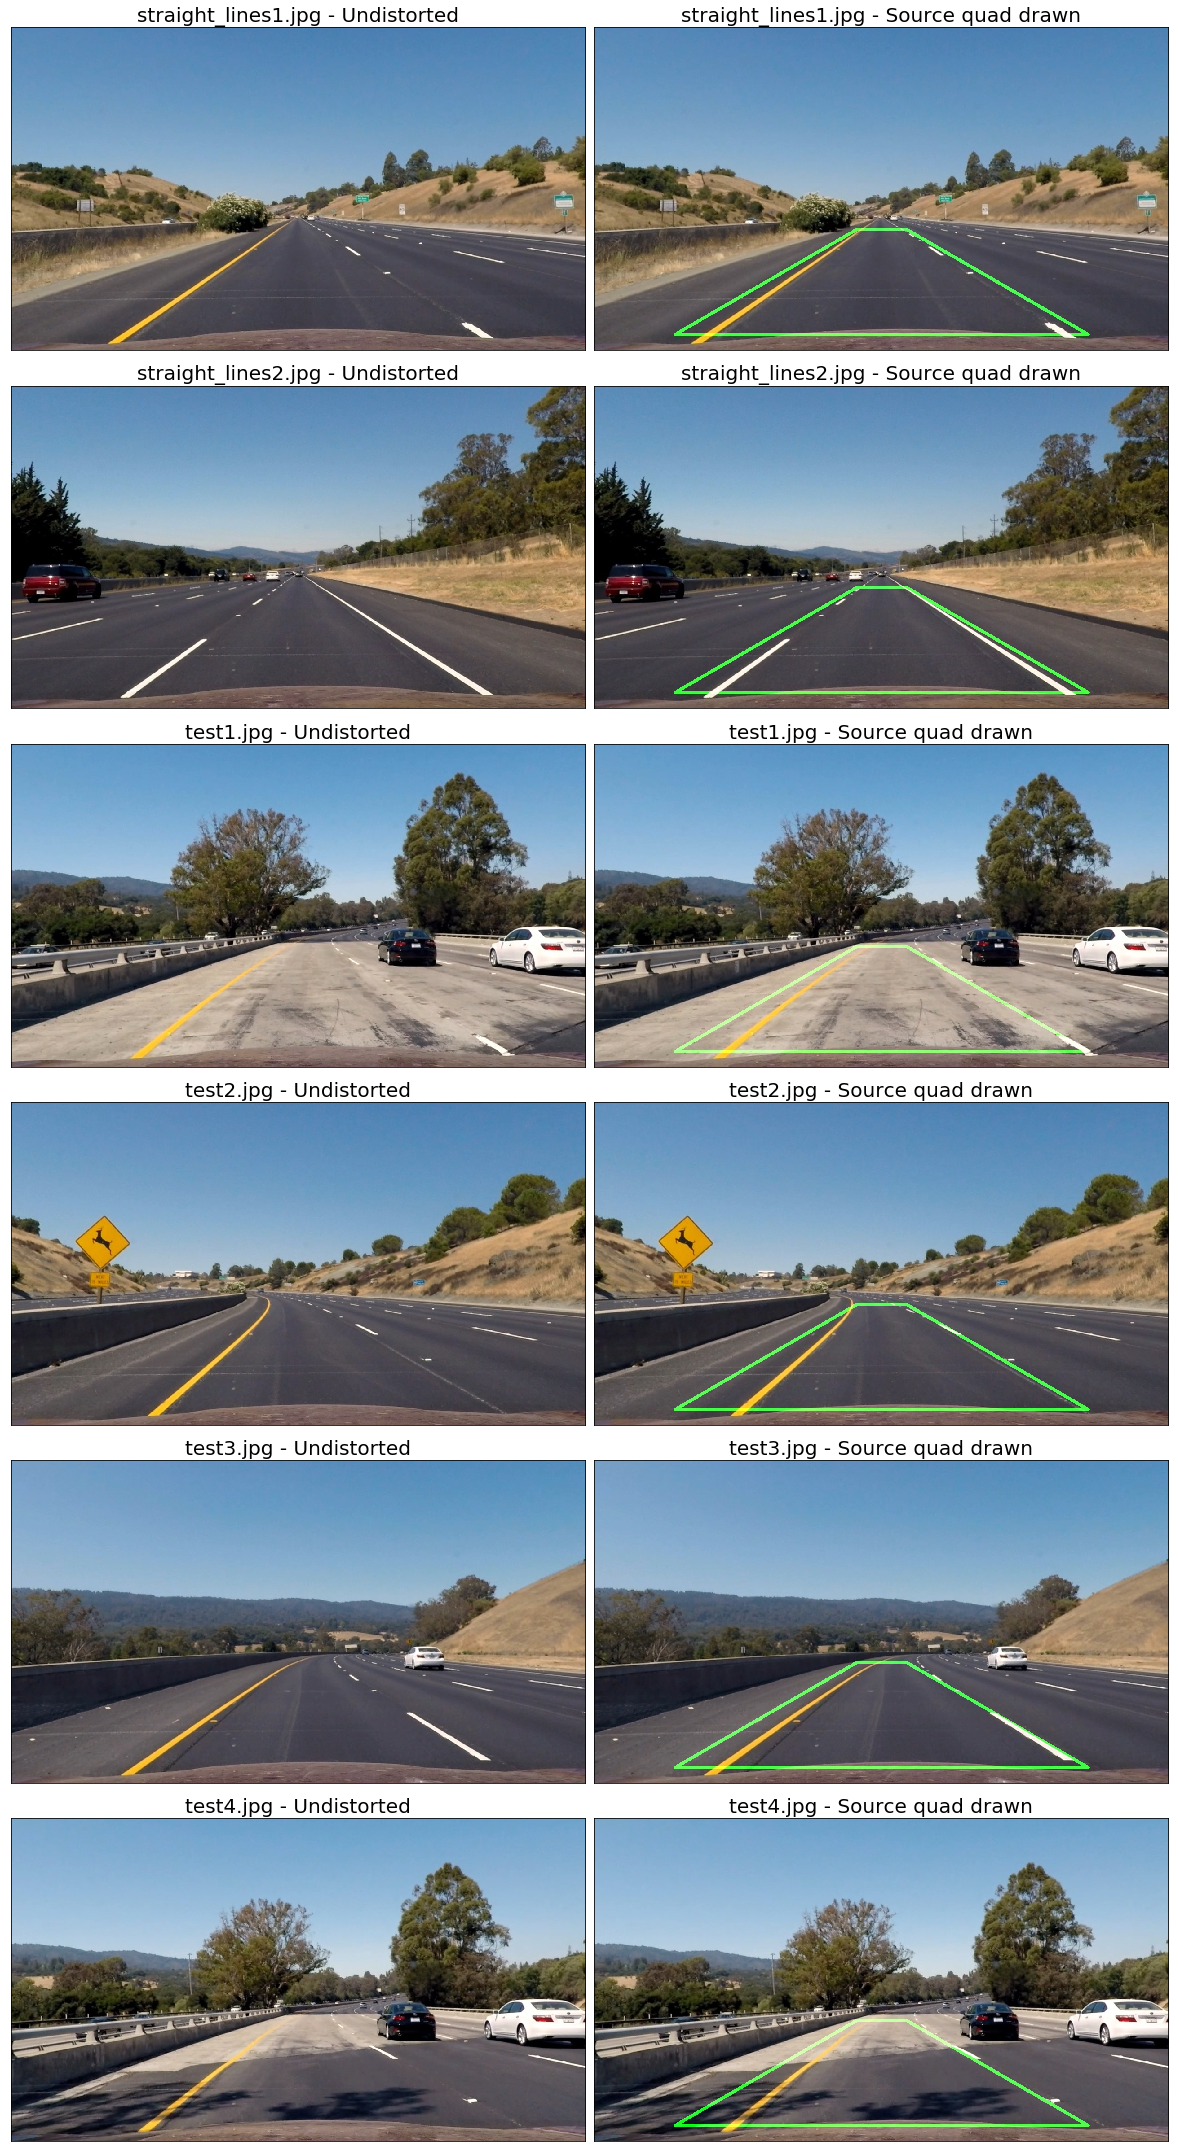 straight_lines1.jpg - Undistorted
straight_lines1.jpg - Source quad drawn
straight_lines2.jpg - Undistorted
straight_lines2.jpg - Source quad drawn
test1.jpg - Undistorted
test1.jpg - Source quad drawn
test2.jpg - Undistorted
test2.jpg - Source quad drawn
test3.jpg - Undistorted
test3.jpg - Source quad drawn
test4.jpg - Undistorted
test4.jpg - Source quad drawn